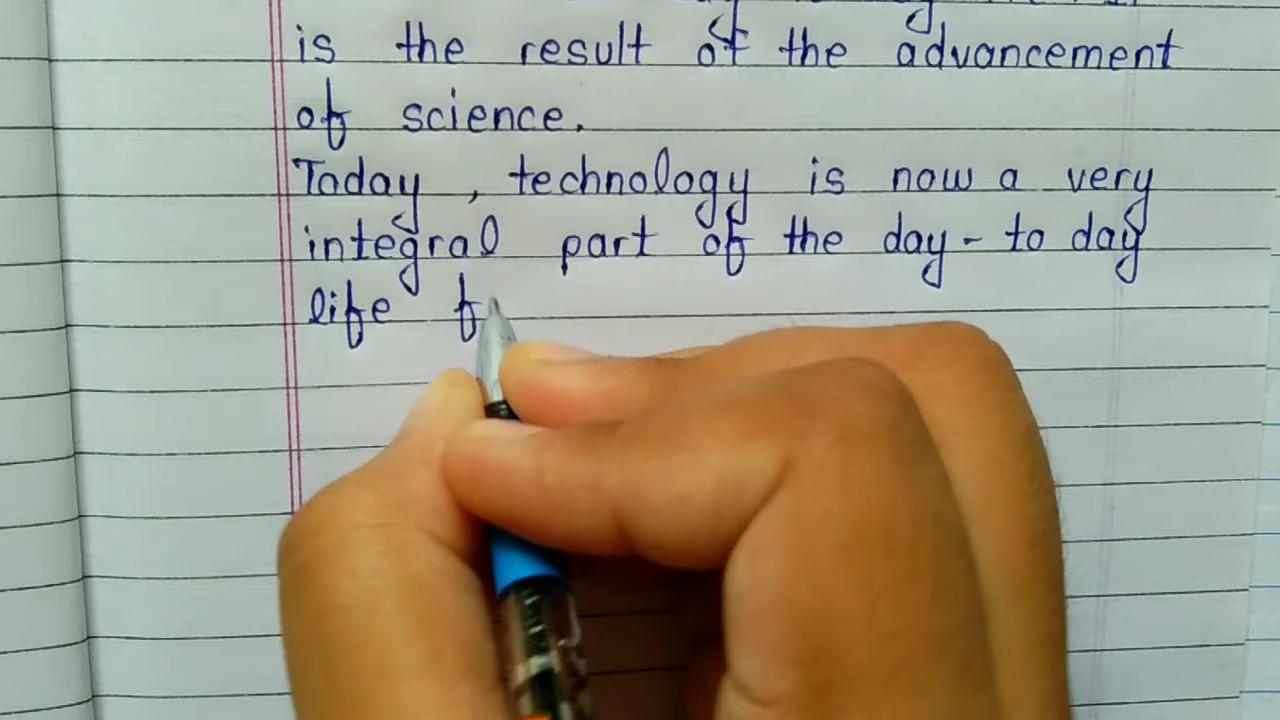 is the result of the advancement
of science.
Today , technology is now a very
integral part of the day - to day
life f